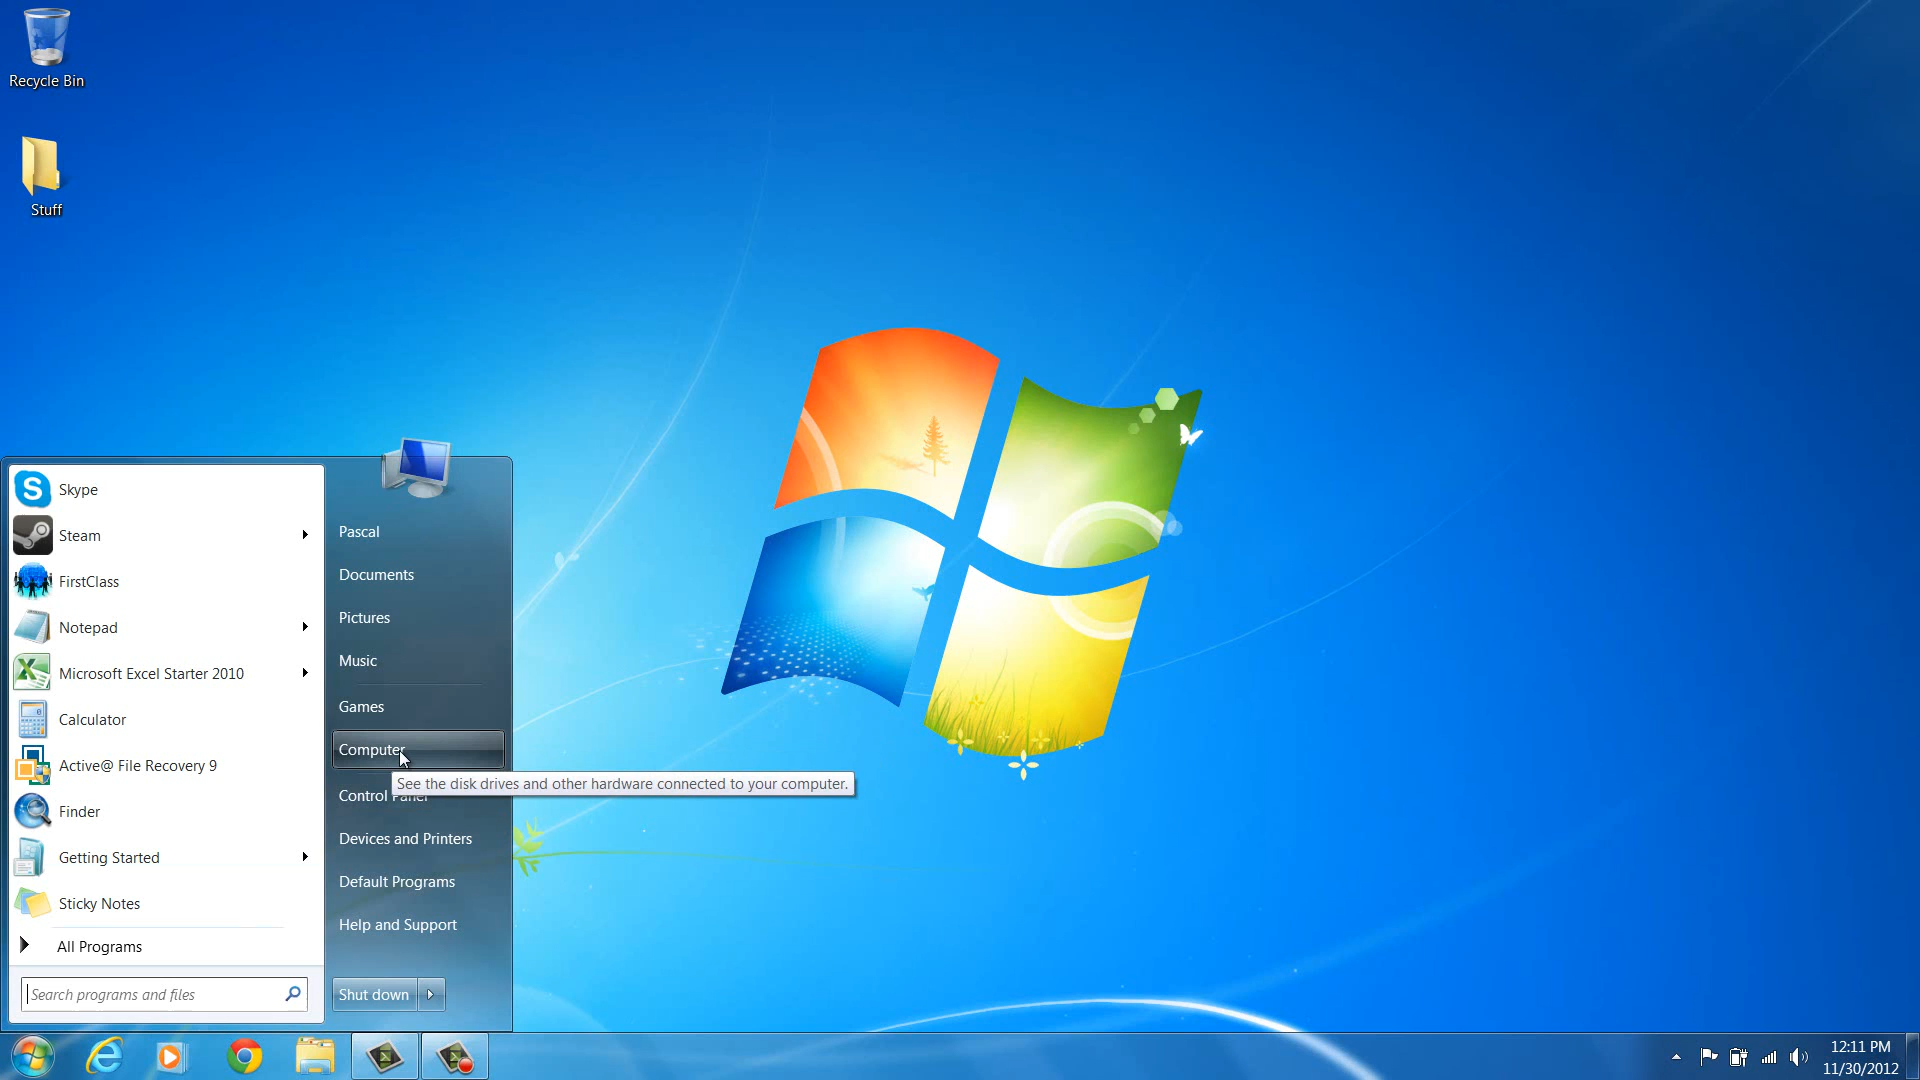 Recycle Bin
Stuff
Skype
Steam
FirstClass
Notepad
Microsoft Excel Starter 2010
Calculator
Active@ File Recovery 9
Finder
Getting Started
Sticky Notes
All Programs
Search programs and files
Pascal
Documents
Pictures
Music
Games
Computer
See the disk drives and other hardware connected to your computer.
Control Panel
Devices and Printers
Default Programs
Help and Support
Shut down
12:11 PM
11/30/2012